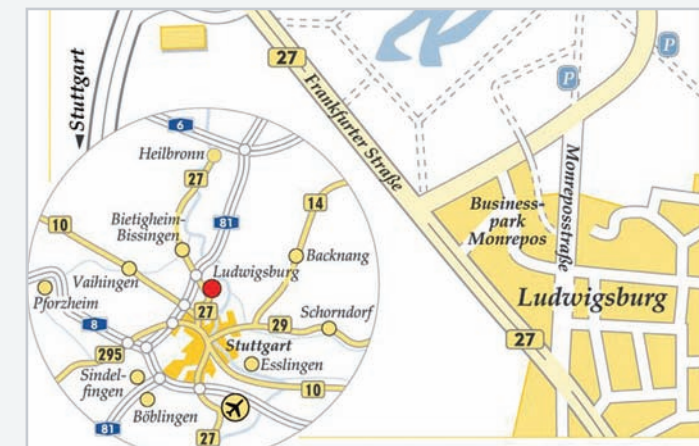 Stuttgart
27
Frankfurter Straße
P
P
Monreposstraße
Business-
park
Monrepos
Ludwigsburg
27
6
Heilbronn
27
14
81
10
Bietigheim-
Bissingen
Backnang
Vaihingen
Ludwigsburg
Pforzheim
27
Schorndorf
8
29
295
Stuttgart
Esslingen
Sindel-
fingen
10
Böblingen
81
27